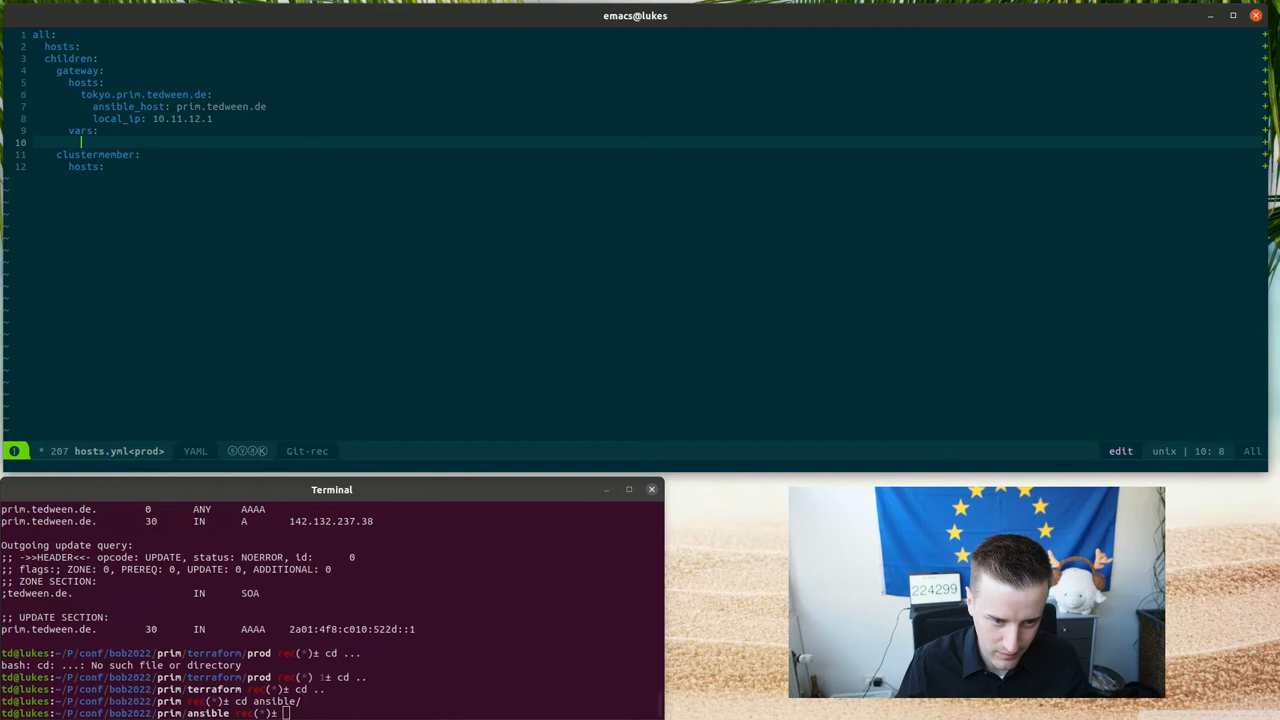 emacs@lukes
1 all:
2 hosts:
3 children:
4 gateway:
5 hosts:
6 tokyo.prim.tedween.de:
7 ansible_host: prim.tedween.de
8 local_ip: 10.11.12.1
9 vars:
10
11 clustermember:
12 hosts:
* 207 hosts.yml<prod> YAML ⓢⓨⓐⓚ Git-rec edit unix | 10: 8 All
Terminal
prim.tedween.de. 0 ANY AAAA
prim.tedween.de. 30 IN A 142.132.237.38
Outgoing update query:
;; ->>HEADER<<- opcode: UPDATE, status: NOERROR, id: 0
;; flags:; ZONE: 0, PREREQ: 0, UPDATE: 0, ADDITIONAL: 0
;; ZONE SECTION:
;tedween.de. IN SOA
;; UPDATE SECTION:
prim.tedween.de. 30 IN AAAA 2a01:4f8:c010:522d::1
td@lukes:~/P/conf/bob2022/prim/terraform/prod rec(*)± cd ...
bash: cd: ...: No such file or directory
td@lukes:~/P/conf/bob2022/prim/terraform/prod rec(*) 1± cd ..
td@lukes:~/P/conf/bob2022/prim/terraform rec(*)± cd ..
td@lukes:~/P/conf/bob2022/prim rec(*)± cd ansible/
td@lukes:~/P/conf/bob2022/prim/ansible rec(*)±
224299